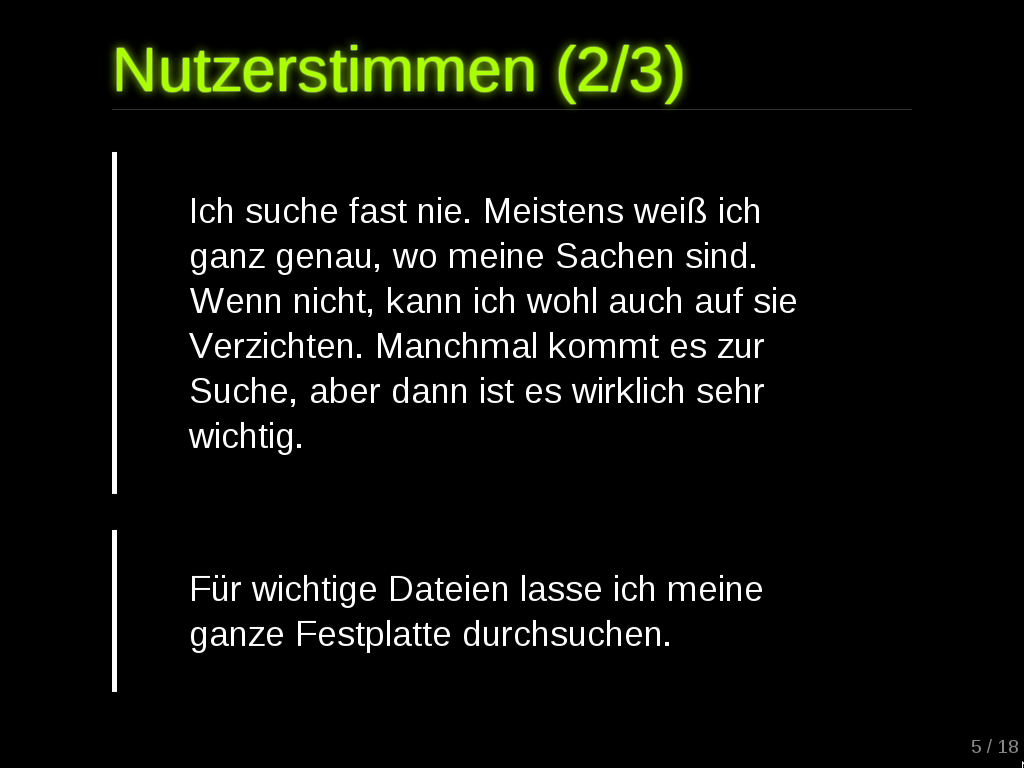 Nutzerstimmen (2/3)
Ich suche fast nie. Meistens weiß ich
ganz genau, wo meine Sachen sind.
Wenn nicht, kann ich wohl auch auf sie
Verzichten. Manchmal kommt es zur
Suche, aber dann ist es wirklich sehr
wichtig.
Für wichtige Dateien lasse ich meine
ganze Festplatte durchsuchen.
5 / 18